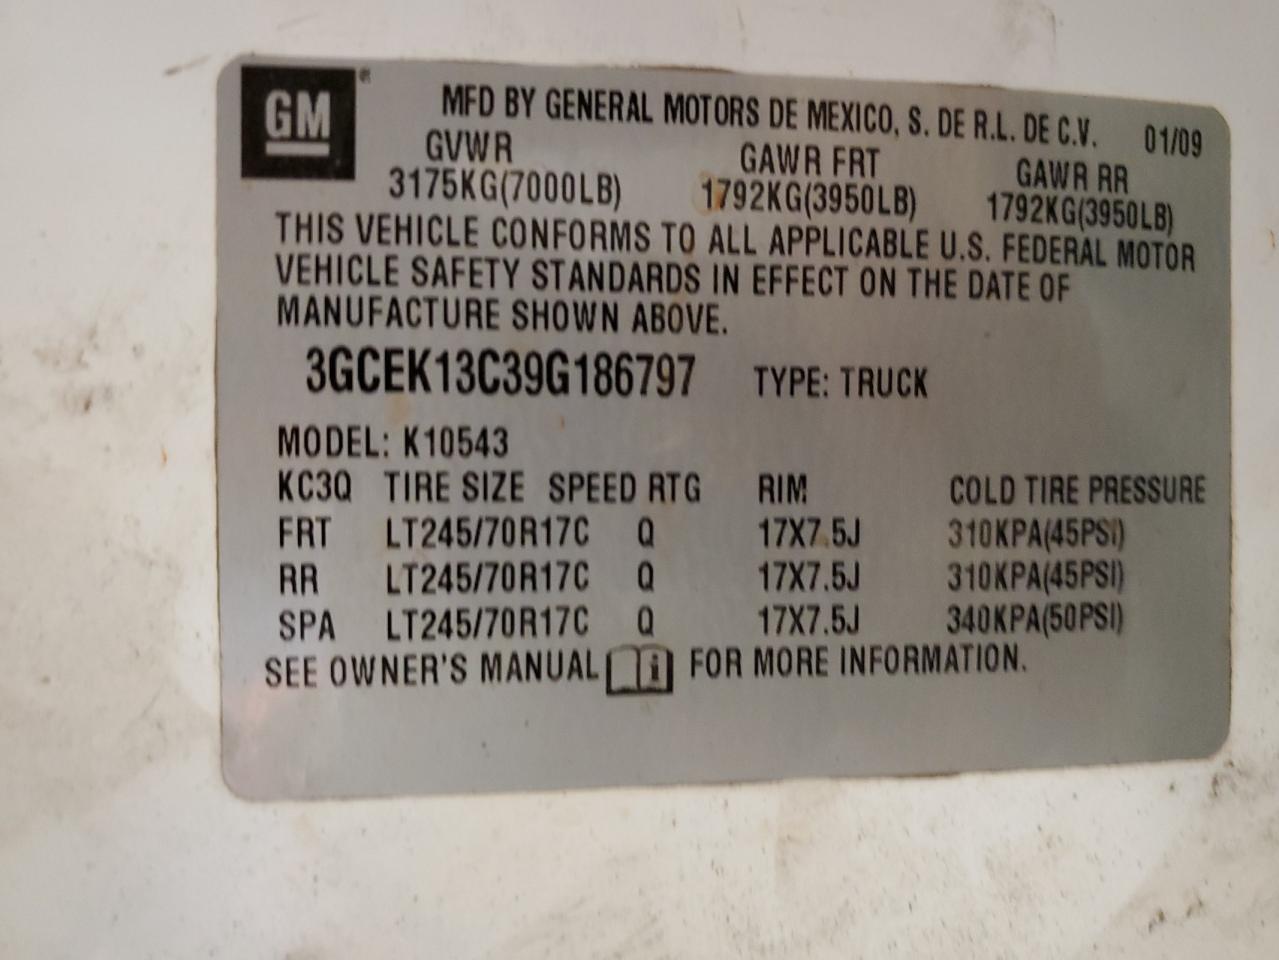 GM ®
MFD BY GENERAL MOTORS DE MEXICO, S. DE R.L. DE C.V. 01/09
GVWR GAWR FRT GAWR RR
3175KG(7000LB) 1792KG(3950LB) 1792KG(3950LB)
THIS VEHICLE CONFORMS TO ALL APPLICABLE U.S. FEDERAL MOTOR
VEHICLE SAFETY STANDARDS IN EFFECT ON THE DATE OF
MANUFACTURE SHOWN ABOVE.
3GCEK13C39G186797 TYPE: TRUCK
MODEL: K10543
KC3Q TIRE SIZE SPEED RTG RIM COLD TIRE PRESSURE
FRT LT245/70R17C Q 17X7.5J 310KPA(45PSI)
RR LT245/70R17C Q 17X7.5J 310KPA(45PSI)
SPA LT245/70R17C Q 17X7.5J 340KPA(50PSI)
SEE OWNER'S MANUAL i FOR MORE INFORMATION.